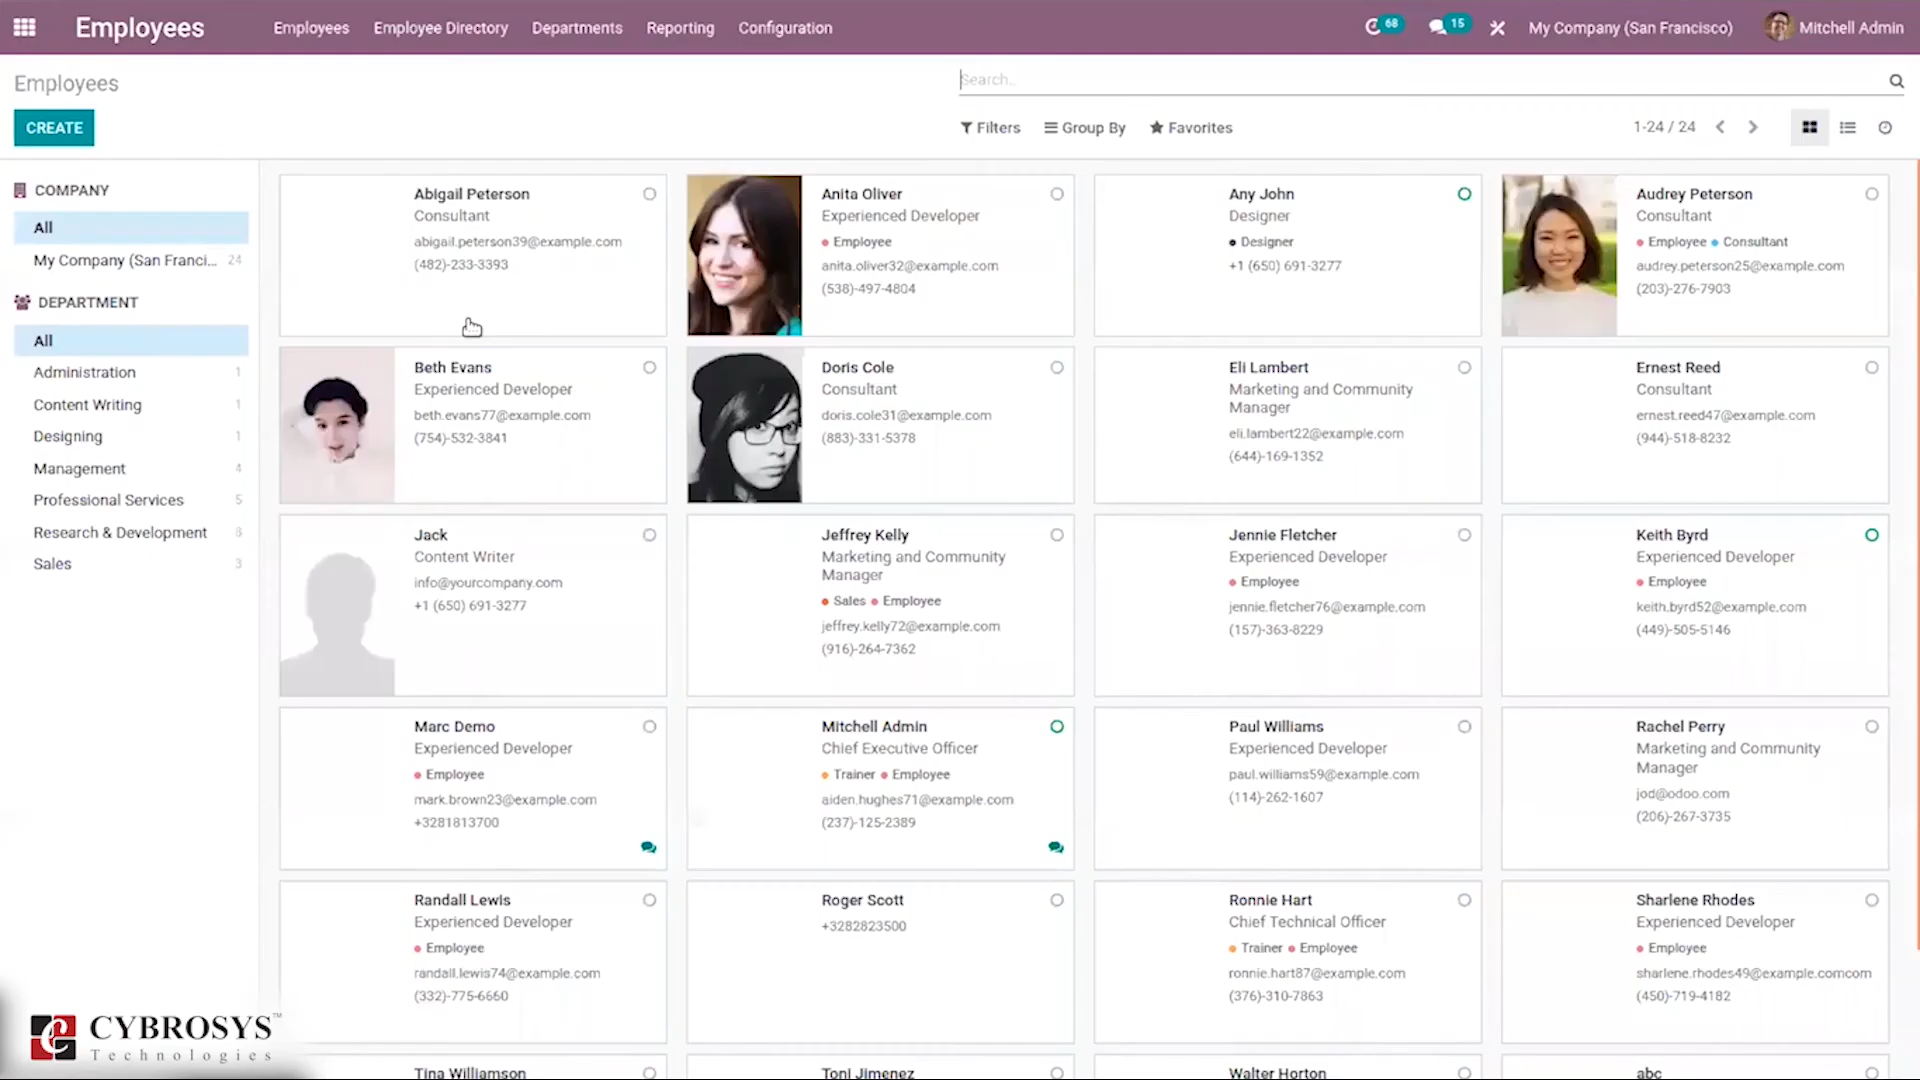 Employees
Employees
Employee Directory
Departments
Reporting
Configuration
68
15
My Company (San Francisco)
Mitchell Admin
Employees
Search...
CREATE
Filters
Group By
Favorites
1-24 / 24
COMPANY
All
My Company (San Franci... 24
DEPARTMENT
All
Administration 1
Content Writing 1
Designing 1
Management 4
Professional Services 5
Research & Development 8
Sales 3
Abigail Peterson
Consultant
abigail.peterson39@example.com
(482)-233-3393
Anita Oliver
Experienced Developer
Employee
anita.oliver32@example.com
(538)-497-4804
Any John
Designer
Designer
+1 (650) 691-3277
Audrey Peterson
Consultant
Employee Consultant
audrey.peterson25@example.com
(203)-276-7903
Beth Evans
Experienced Developer
beth.evans77@example.com
(754)-532-3841
Doris Cole
Consultant
doris.cole31@example.com
(883)-331-5378
Eli Lambert
Marketing and Community
Manager
eli.lambert22@example.com
(644)-169-1352
Ernest Reed
Consultant
ernest.reed47@example.com
(944)-518-8232
Jack
Content Writer
info@yourcompany.com
+1 (650) 691-3277
Jeffrey Kelly
Marketing and Community
Manager
Sales Employee
jeffrey.kelly72@example.com
(916)-264-7362
Jennie Fletcher
Experienced Developer
Employee
jennie.fletcher76@example.com
(157)-363-8229
Keith Byrd
Experienced Developer
Employee
keith.byrd52@example.com
(449)-505-5146
Marc Demo
Experienced Developer
Employee
mark.brown23@example.com
+3281813700
Mitchell Admin
Chief Executive Officer
Trainer Employee
aiden.hughes71@example.com
(237)-125-2389
Paul Williams
Experienced Developer
paul.williams59@example.com
(114)-262-1607
Rachel Perry
Marketing and Community
Manager
jod@odoo.com
(206)-267-3735
Randall Lewis
Experienced Developer
Employee
randall.lewis74@example.com
(332)-775-6660
Roger Scott
+3282823500
Ronnie Hart
Chief Technical Officer
Trainer Employee
ronnie.hart87@example.com
(376)-310-7863
Sharlene Rhodes
Experienced Developer
Employee
sharlene.rhodes49@example.comcom
(450)-719-4182
Tina Williamson
Toni Jimenez
Walter Horton
abc
CYBROSYS™
Technologies